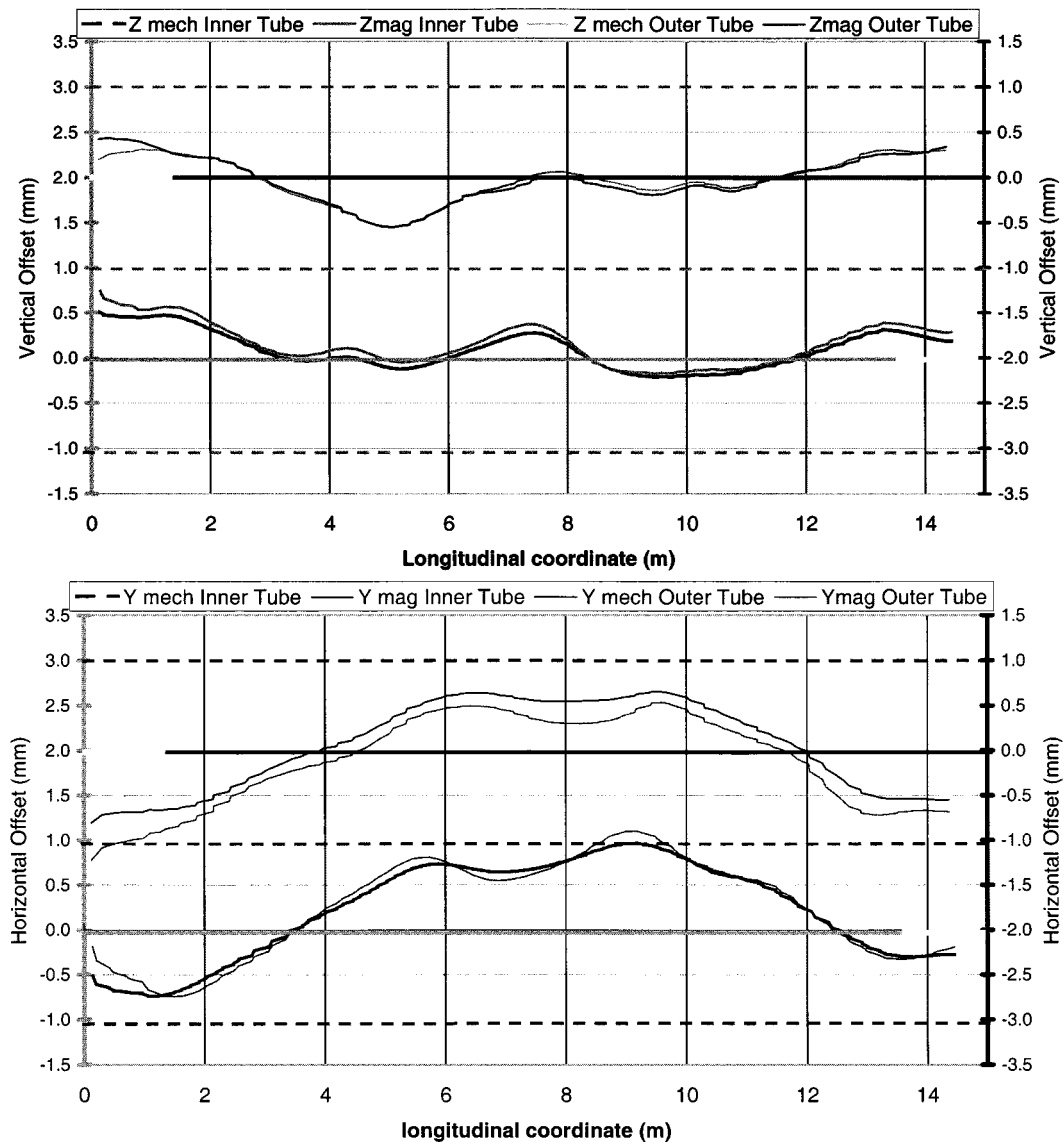 Z mech Inner Tube Zmag Inner Tube Z mech Outer Tube Zmag Outer Tube
3.5 1.5
3.0 1.0
2.5 0.5
2.0 0.0
1.5 -0.5
1.0 -1.0
0.5 -1.5
0.0 -2.0
-0.5 -2.5
-1.0 -3.0
-1.5 -3.5
Vertical Offset (mm)
Vertical Offset (mm)
0 2 4 6 8 10 12 14
Longitudinal coordinate (m)
Y mech Inner Tube Y mag Inner Tube Y mech Outer Tube Ymag Outer Tube
3.5 1.5
3.0 1.0
2.5 0.5
2.0 0.0
1.5 -0.5
1.0 -1.0
0.5 -1.5
0.0 -2.0
-0.5 -2.5
-1.0 -3.0
-1.5 -3.5
Horizontal Offset (mm)
Horizontal Offset (mm)
0 2 4 6 8 10 12 14
longitudinal coordinate (m)